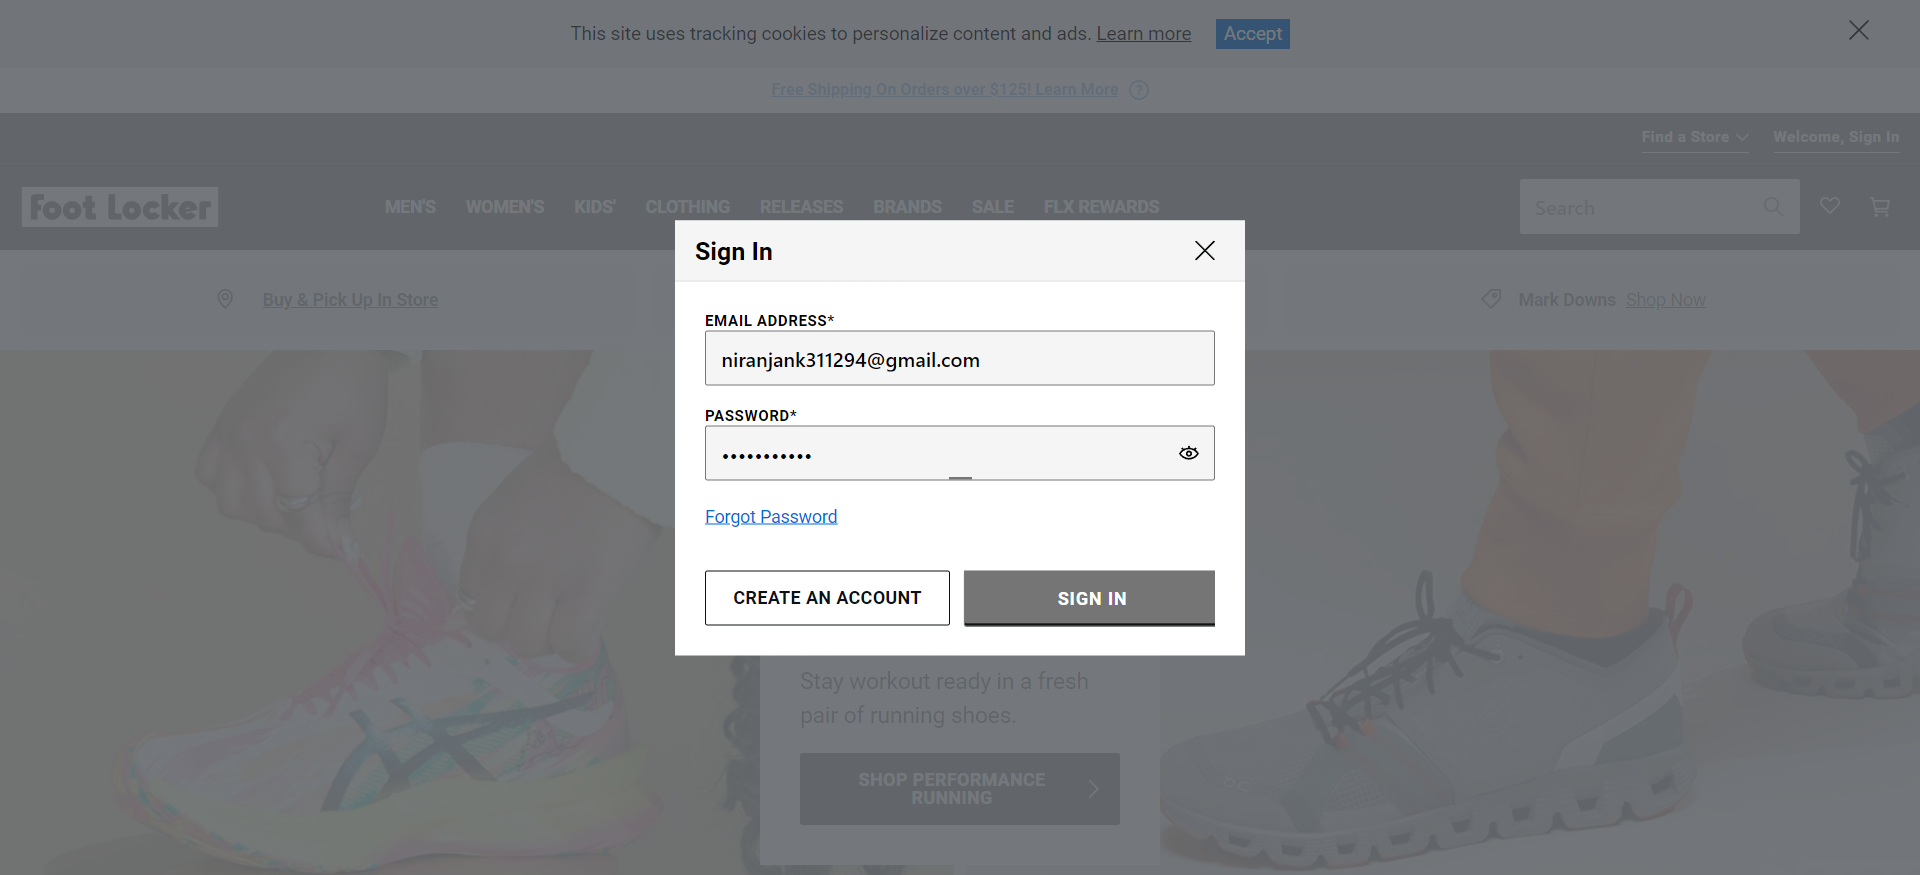 This site uses tracking cookies to personalize content and ads. Learn more Accept
Free Shipping On Orders over $125! Learn More ?
Find a Store Welcome, Sign In
Foot Locker MEN'S WOMEN'S KIDS' CLOTHING RELEASES BRANDS SALE FLX REWARDS Search
Buy & Pick Up In Store Mark Downs Shop Now
Sign In
EMAIL ADDRESS*
niranjank311294@gmail.com
PASSWORD*
•••••••••••
Forgot Password
CREATE AN ACCOUNT SIGN IN
Stay workout ready in a fresh
pair of running shoes.
SHOP PERFORMANCE
RUNNING